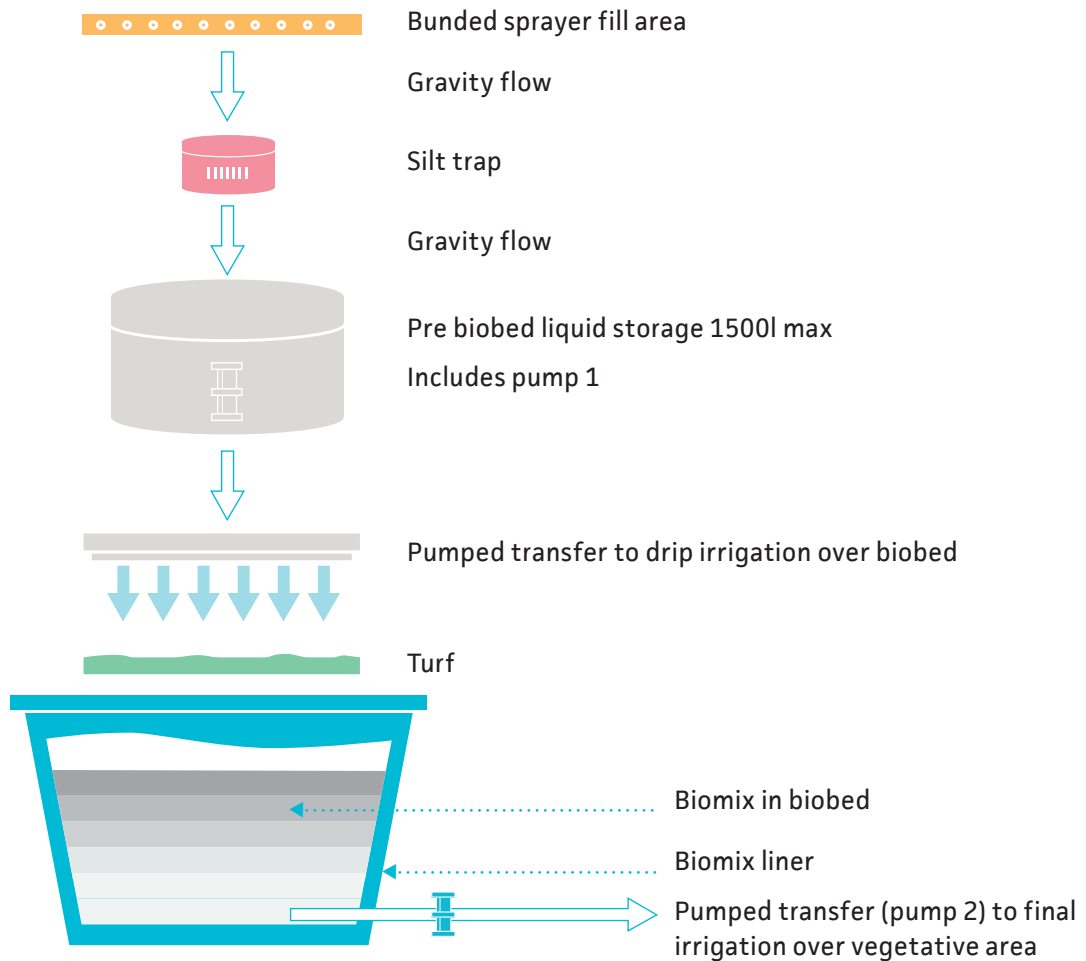 Bunded sprayer fill area
Gravity flow
Silt trap
Gravity flow
Pre biobed liquid storage 1500l max
Includes pump 1
Pumped transfer to drip irrigation over biobed
Turf
Biomix in biobed
Biomix liner
Pumped transfer (pump 2) to final
irrigation over vegetative area